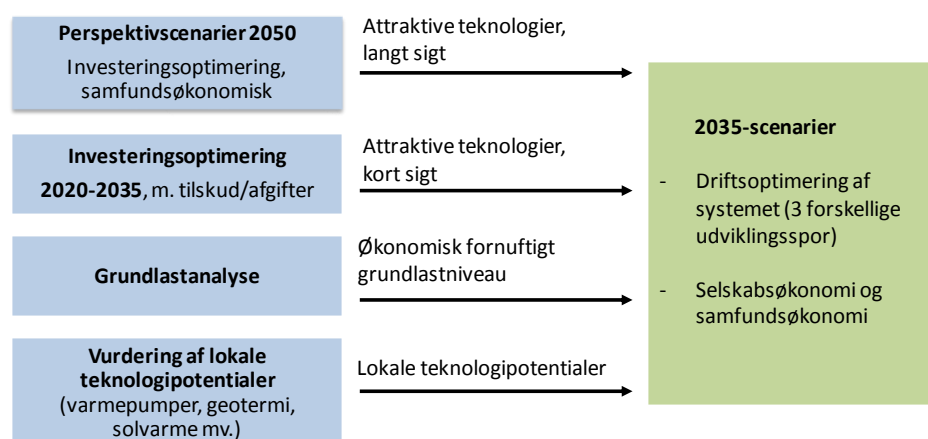 Perspektivscenarier 2050
Investeringsoptimering,
samfundsøkonomisk
Attraktive teknologier,
langt sigt
Investeringsoptimering
2020-2035, m. tilskud/afgifter
Attraktive teknologier,
kort sigt
Grundlastanalyse
Økonomisk fornuftigt
grundlastniveau
Vurdering af lokale
teknologipotentialer
(varmepumper, geotermi,
solvarme mv.)
Lokale teknologipotentialer
2035-scenarier
- Driftsoptimering af
systemet (3 forskellige
udviklingsspor)
- Selskabsøkonomi og
samfundsøkonomi